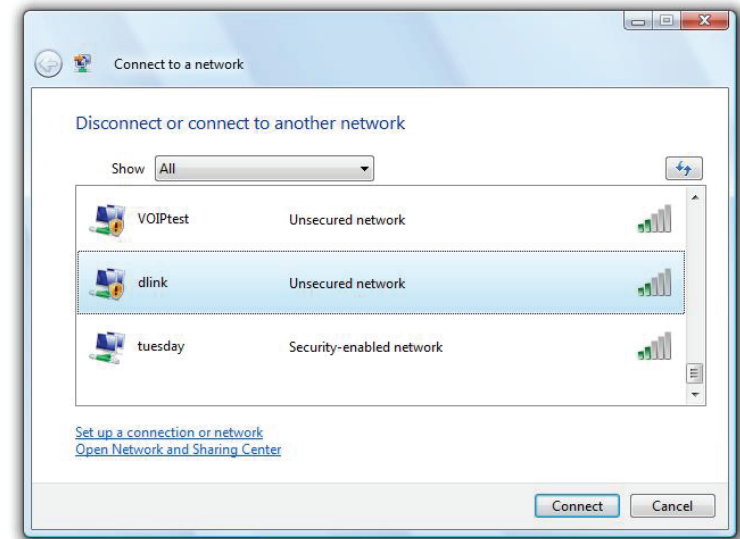 Connect to a network
Disconnect or connect to another network
Show All
VOIPtest Unsecured network
dlink Unsecured network
tuesday Security-enabled network
Set up a connection or network
Open Network and Sharing Center
Connect Cancel